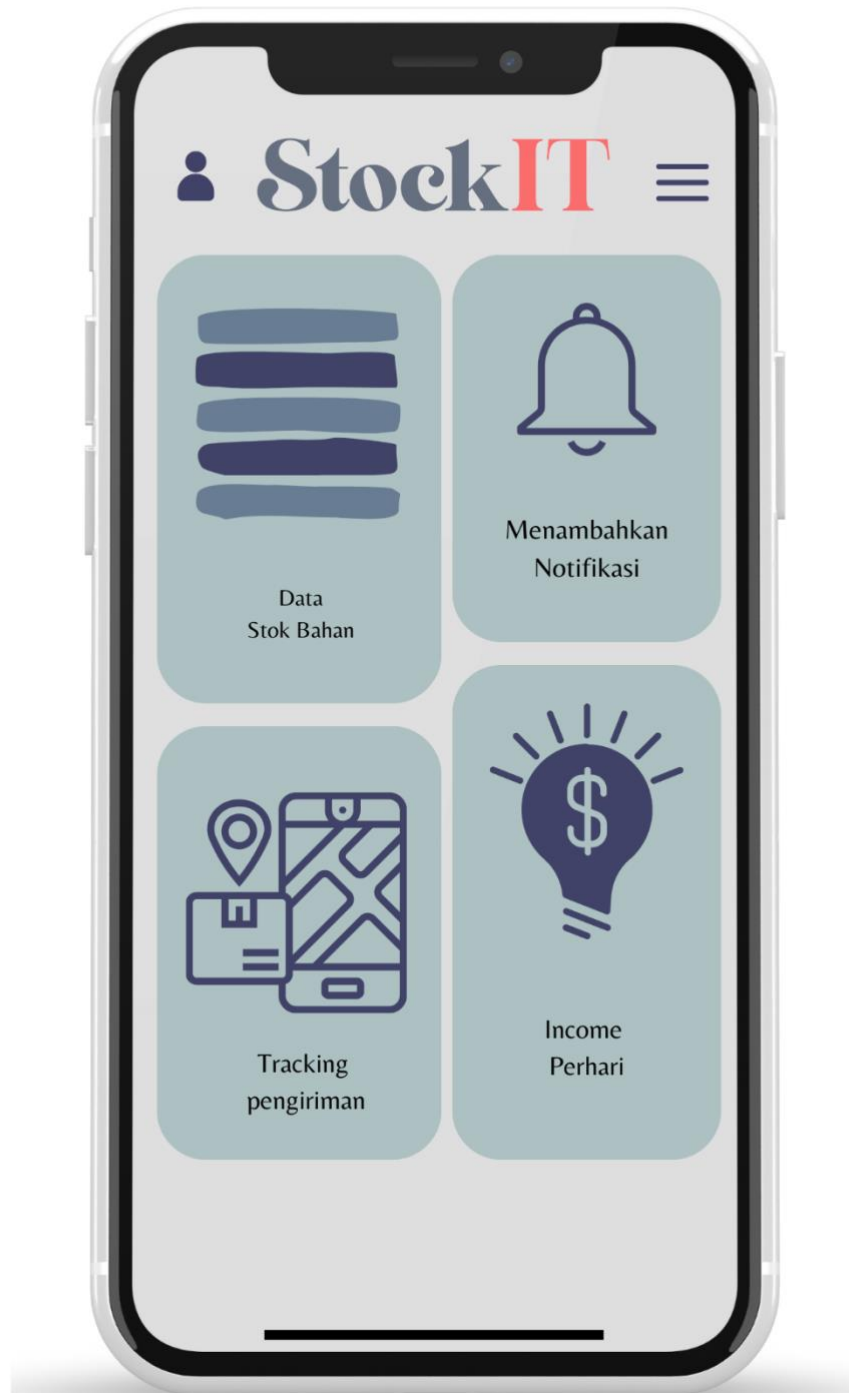 StockIT
Data
Stok Bahan
Menambahkan
Notifikasi
Tracking
pengiriman
Income
Perhari